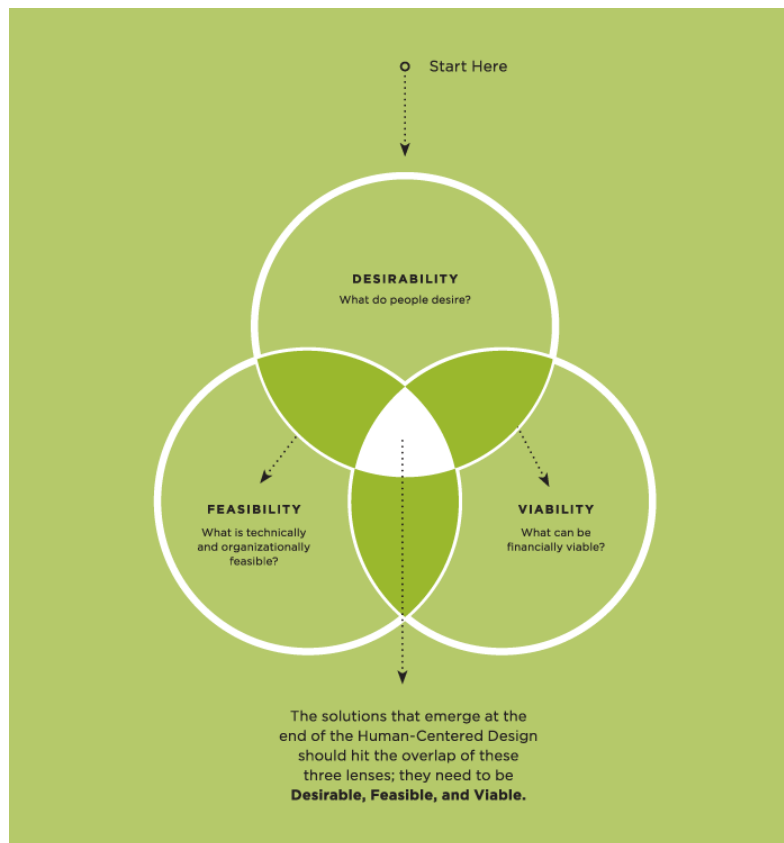 Start Here
DESIRABILITY
What do people desire?
FEASIBILITY
What is technically
and organizationally
feasible?
VIABILITY
What can be
financially viable?
The solutions that emerge at the
end of the Human-Centered Design
should hit the overlap of these
three lenses; they need to be
Desirable, Feasible, and Viable.